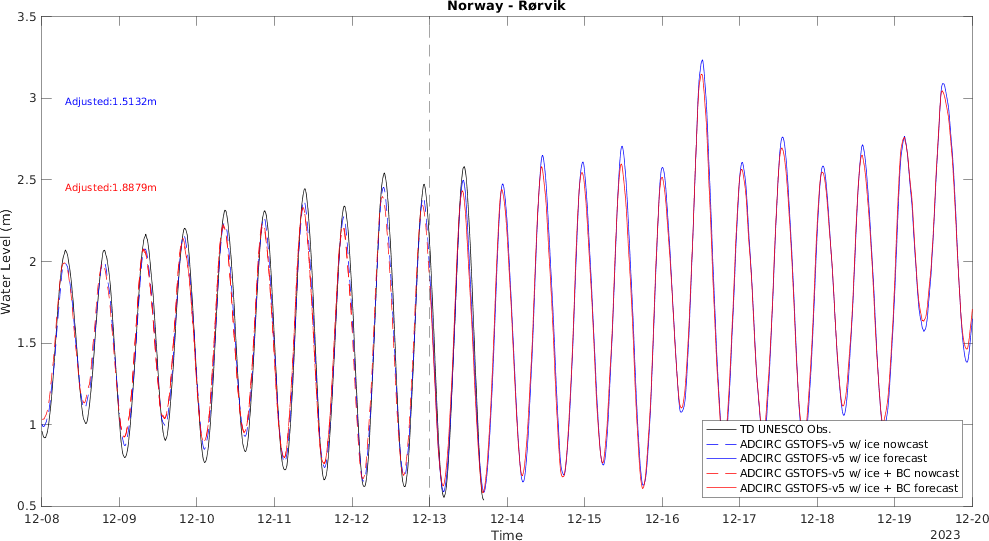 Norway - Rørvik
3.5
3
2.5
2
1.5
1
0.5
Water Level (m)
Adjusted:1.5132m
Adjusted:1.8879m
TD UNESCO Obs.
ADCIRC GSTOFS-v5 w/ ice nowcast
ADCIRC GSTOFS-v5 w/ ice forecast
ADCIRC GSTOFS-v5 w/ ice + BC nowcast
ADCIRC GSTOFS-v5 w/ ice + BC forecast
12-08 12-09 12-10 12-11 12-12 12-13 12-14 12-15 12-16 12-17 12-18 12-19 12-20
Time
2023